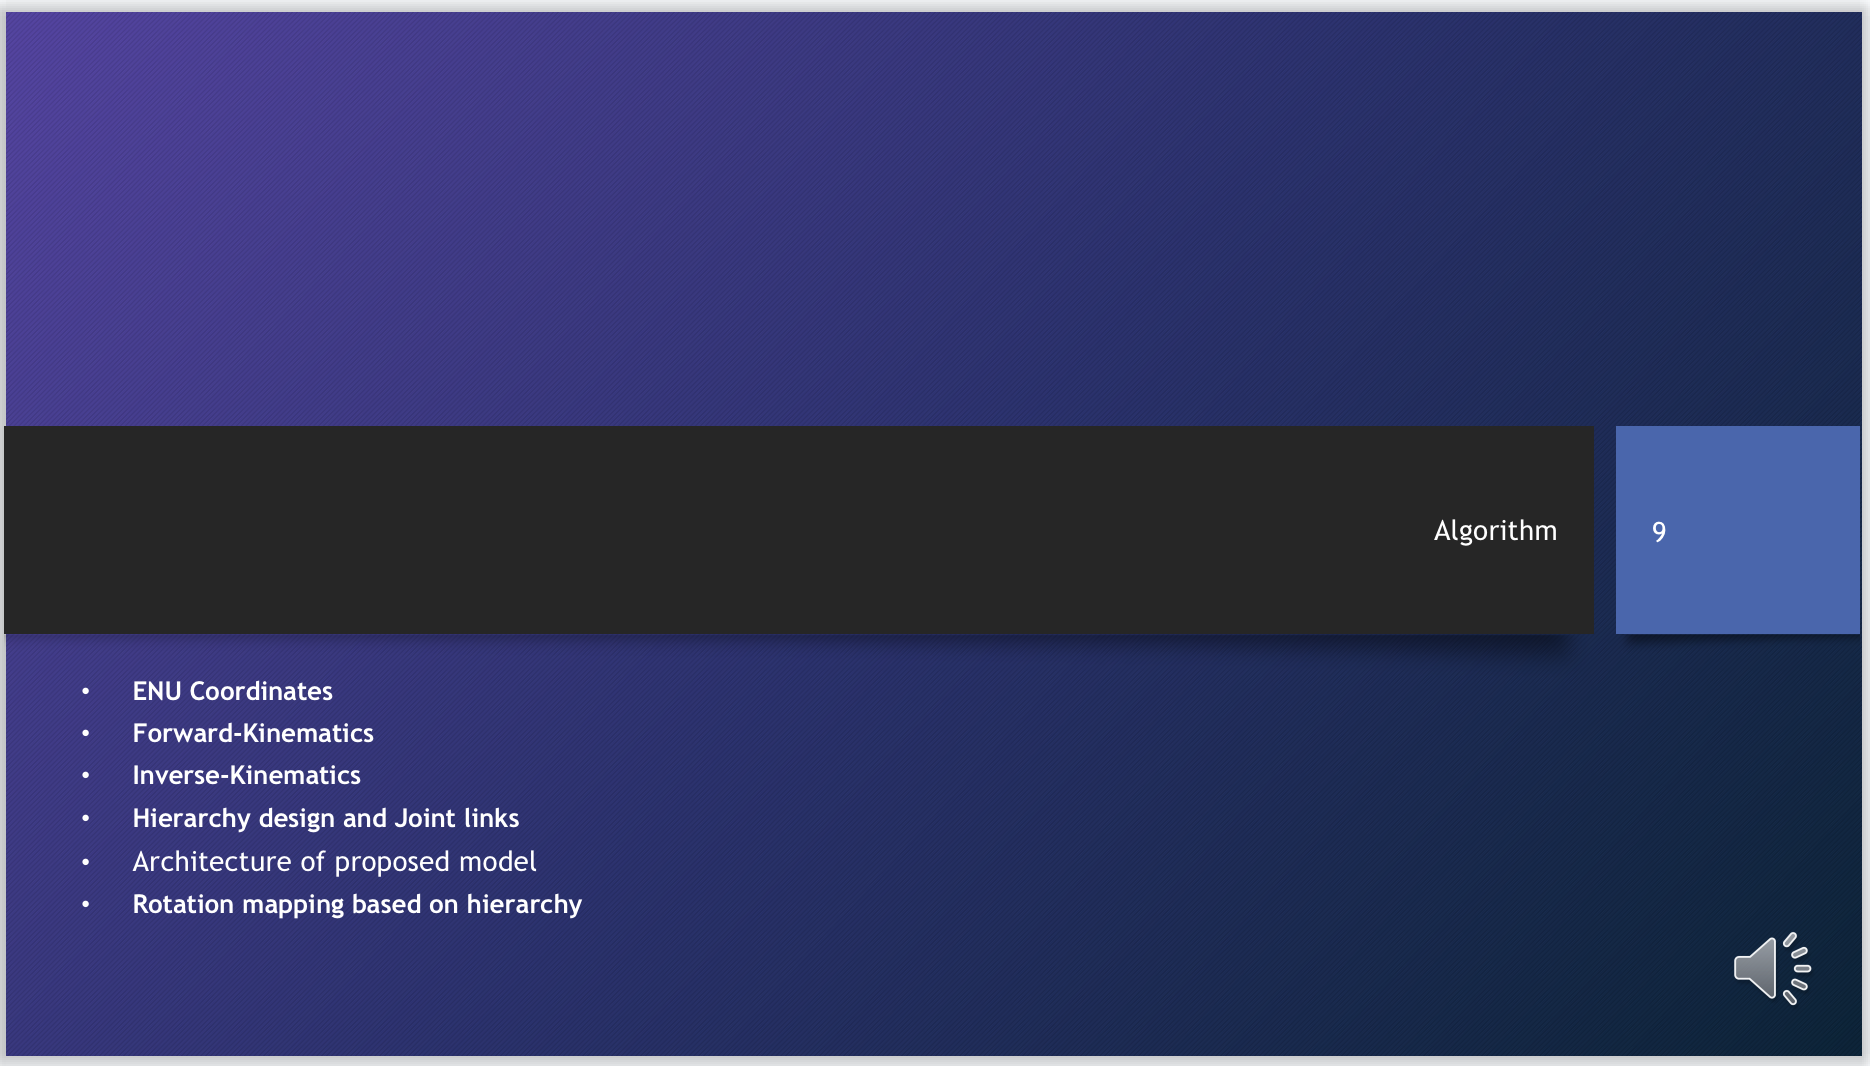 Algorithm
9
• ENU Coordinates
• Forward-Kinematics
• Inverse-Kinematics
• Hierarchy design and Joint links
• Architecture of proposed model
• Rotation mapping based on hierarchy